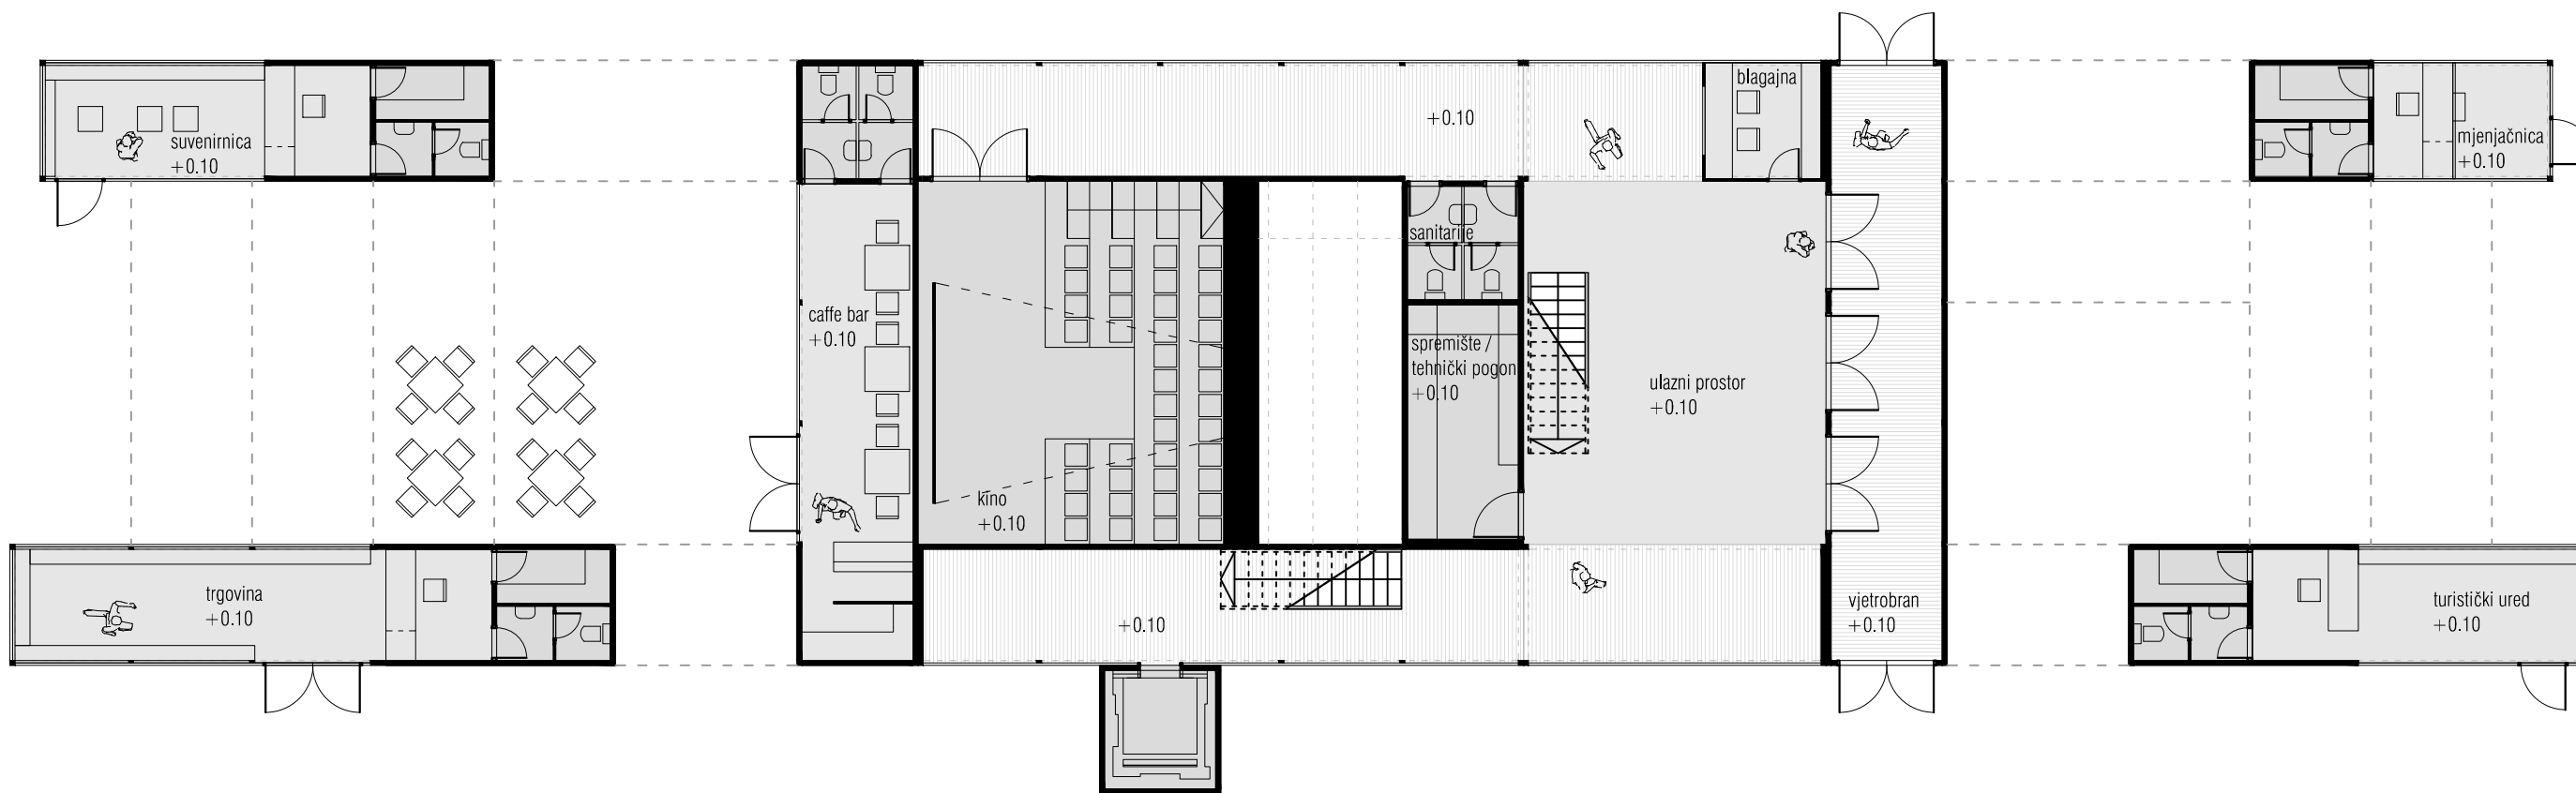 blagajna
+0.10
suvenirnica
+0.10
mjenjačnica
+0.10
sanitarije
caffe bar
+0.10
spremište /
tehnički pogon
+0.10
ulazni prostor
+0.10
kino
+0.10
trgovina
+0.10
+0.10
vjetrobran
+0.10
turistički ured
+0.10